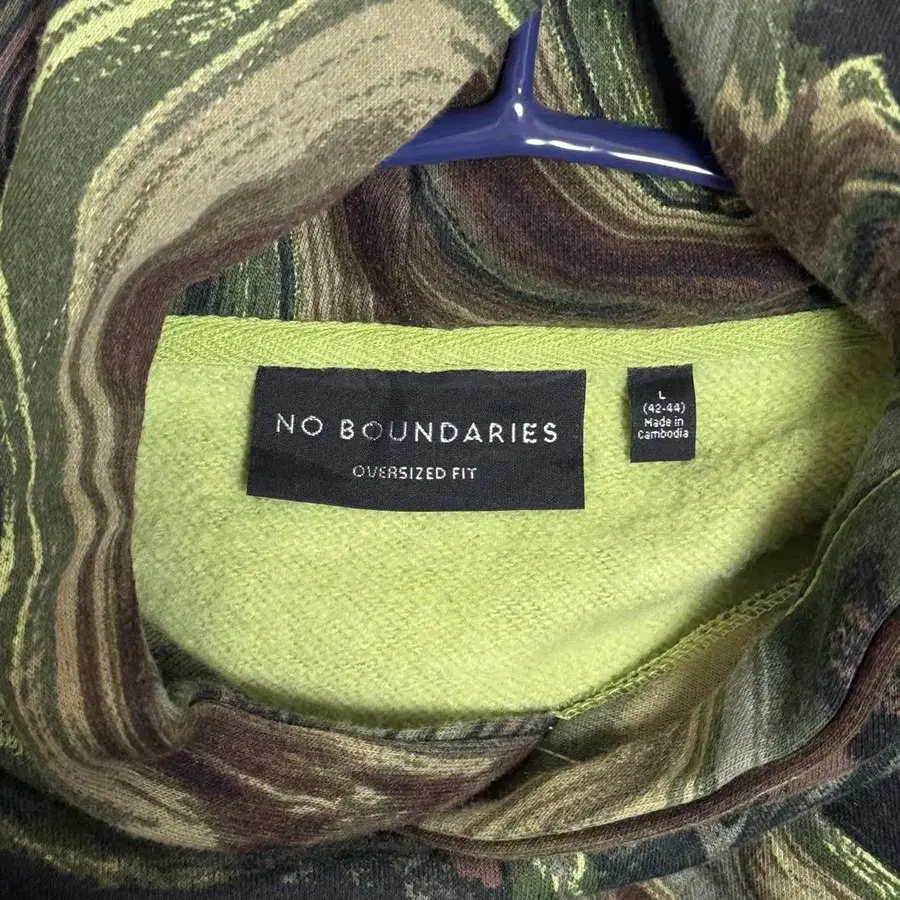 NO BOUNDARIES
OVERSIZED FIT
L
(42-44)
Made in
Cambodia